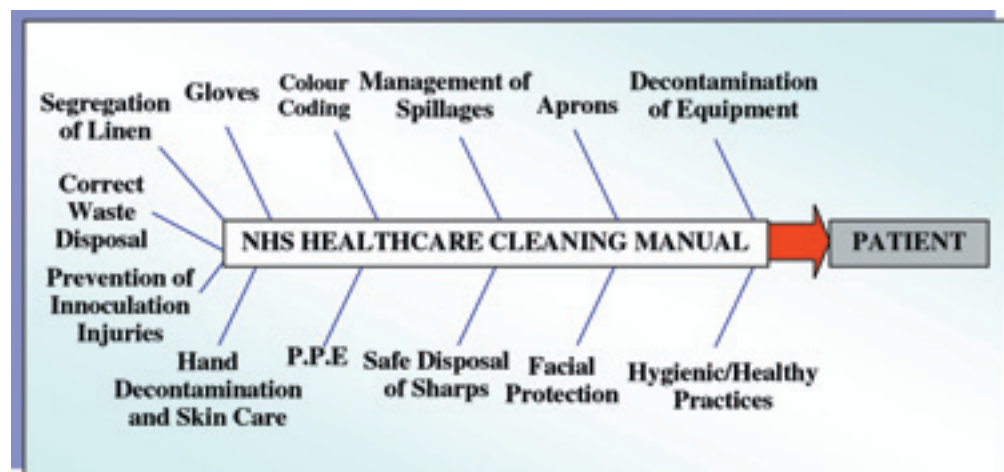 Segregation
of Linen
Gloves
Colour
Coding
Management of
Spillages
Aprons
Decontamination
of Equipment
Correct
Waste
Disposal
NHS HEALTHCARE CLEANING MANUAL
PATIENT
Prevention of
Innoculation
Injuries
Hand
Decontamination
and Skin Care
P.P.E
Safe Disposal
of Sharps
Facial
Protection
Hygienic/Healthy
Practices